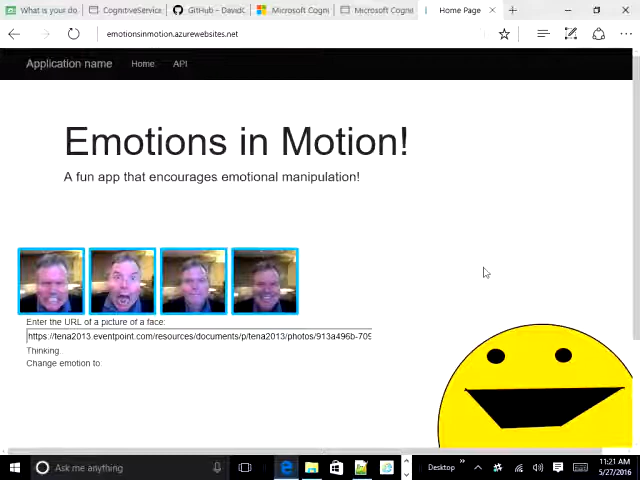 What is your do
CognitiveService
GitHub - DavidC
Microsoft Cogni
Microsoft Cogni
Home Page
emotionsinmotion.azurewebsites.net
Application name Home API
Emotions in Motion!
A fun app that encourages emotional manipulation!
Enter the URL of a picture of a face:
https://tena2013.eventpoint.com/resources/documents/p/tena2013/photos/913a496b-709
Thinking.
Change emotion to:
Ask me anything
Desktop
11:21 AM
5/27/2016